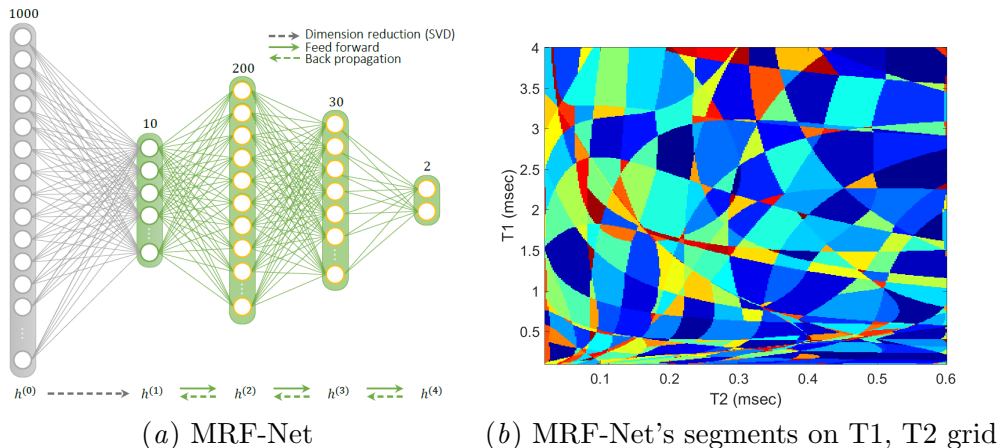 1000
Dimension reduction (SVD)
Feed forward
Back propagation
200
30
10
2
h(0) h(1) h(2) h(3) h(4)
(a) MRF-Net
4
3.5
3
2.5
2
1.5
1
0.5
T1 (msec)
0.1 0.2 0.3 0.4 0.5 0.6
T2 (msec)
(b) MRF-Net's segments on T1, T2 grid